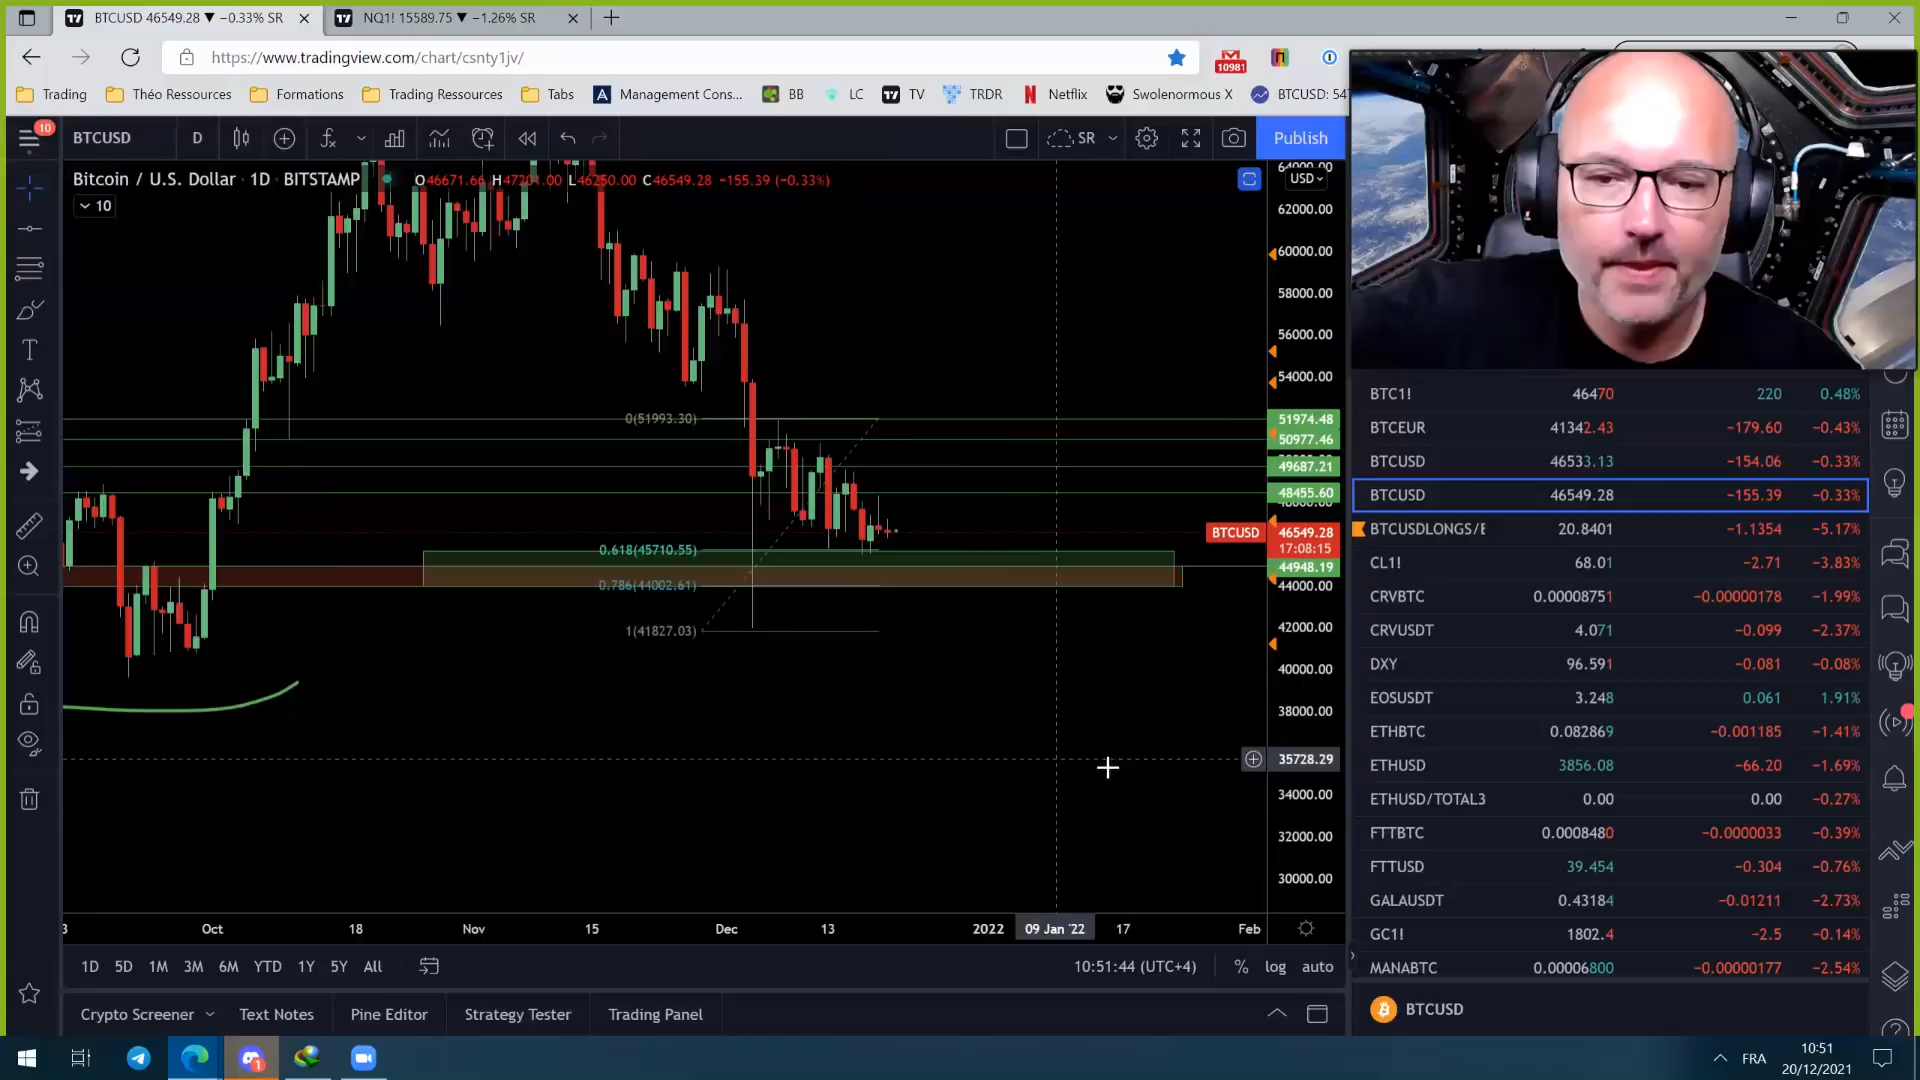 BTCUSD 46549.28 ▼ −0.33% SR
NQ1! 15589.75 ▼ −1.26% SR
https://www.tradingview.com/chart/csnty1jv/
10981
Trading
Théo Ressources
Formations
Trading Ressources
Tabs
Management Cons...
BB
LC
TV
TRDR
Netflix
Swolenormous X
BTCUSD: 54
10
BTCUSD
D
SR
Publish
Bitcoin / U.S. Dollar · 1D · BITSTAMP
O46671.66 H47201.00 L46250.00 C46549.28 −155.39 (−0.33%)
10
USD
64000.00
62000.00
60000.00
58000.00
56000.00
54000.00
0(51993.30)
51974.48
50977.46
49687.21
48455.60
BTCUSD
46549.28
17:08:15
0.618(45710.55)
44948.19
0.786(44002.61)
44000.00
1(41827.03)
42000.00
40000.00
38000.00
35728.29
34000.00
32000.00
30000.00
3
Oct
18
Nov
15
Dec
13
2022
09 Jan '22
17
Feb
1D
5D
1M
3M
6M
YTD
1Y
5Y
All
10:51:44 (UTC+4)
%
log
auto
Crypto Screener
Text Notes
Pine Editor
Strategy Tester
Trading Panel
BTC1! 46470 220 0.48%
BTCEUR 41342.43 −179.60 −0.43%
BTCUSD 46533.13 −154.06 −0.33%
BTCUSD 46549.28 −155.39 −0.33%
BTCUSDLONGS/E 20.8401 −1.1354 −5.17%
CL1! 68.01 −2.71 −3.83%
CRVBTC 0.00008751 −0.00000178 −1.99%
CRVUSDT 4.071 −0.099 −2.37%
DXY 96.591 −0.081 −0.08%
EOSUSDT 3.248 0.061 1.91%
ETHBTC 0.082869 −0.001185 −1.41%
ETHUSD 3856.08 −66.20 −1.69%
ETHUSD/TOTAL3 0.00 0.00 −0.27%
FTTBTC 0.0008480 −0.0000033 −0.39%
FTTUSD 39.454 −0.304 −0.76%
GALAUSDT 0.43184 −0.01211 −2.73%
GC1! 1802.4 −2.5 −0.14%
MANABTC 0.00006800 −0.00000177 −2.54%
BTCUSD
1
FRA
10:51
20/12/2021